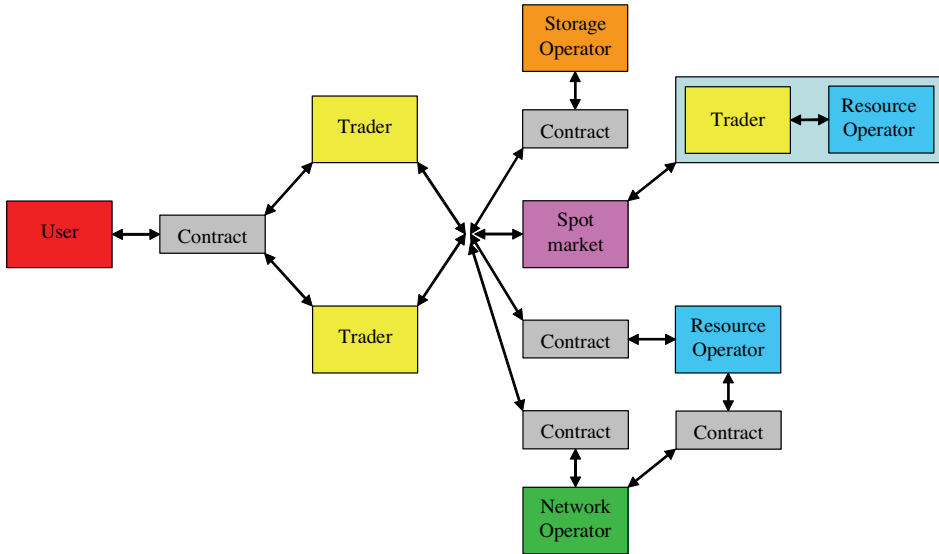 Storage
Operator
Trader
Contract
Trader
Resource
Operator
User
Contract
Spot
market
Trader
Contract
Resource
Operator
Contract
Contract
Network
Operator